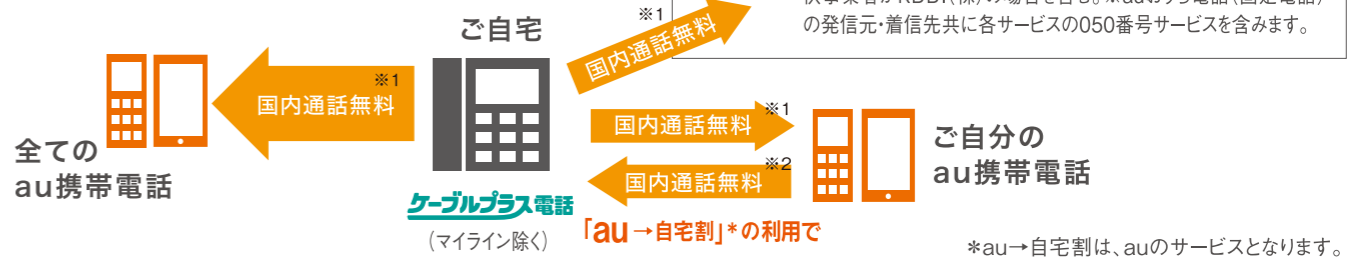 の発信元・着信先共に各サービスの050番号サービスを含みます。
※1
国内通話無料
ご自宅
※1
国内通話無料
全ての
au携帯電話
※1
国内通話無料
※2
国内通話無料
ご自分の
au携帯電話
ケーブルプラス電話
(マイライン除く)
「au→自宅割」*の利用で
*au→自宅割は、auのサービスとなります。